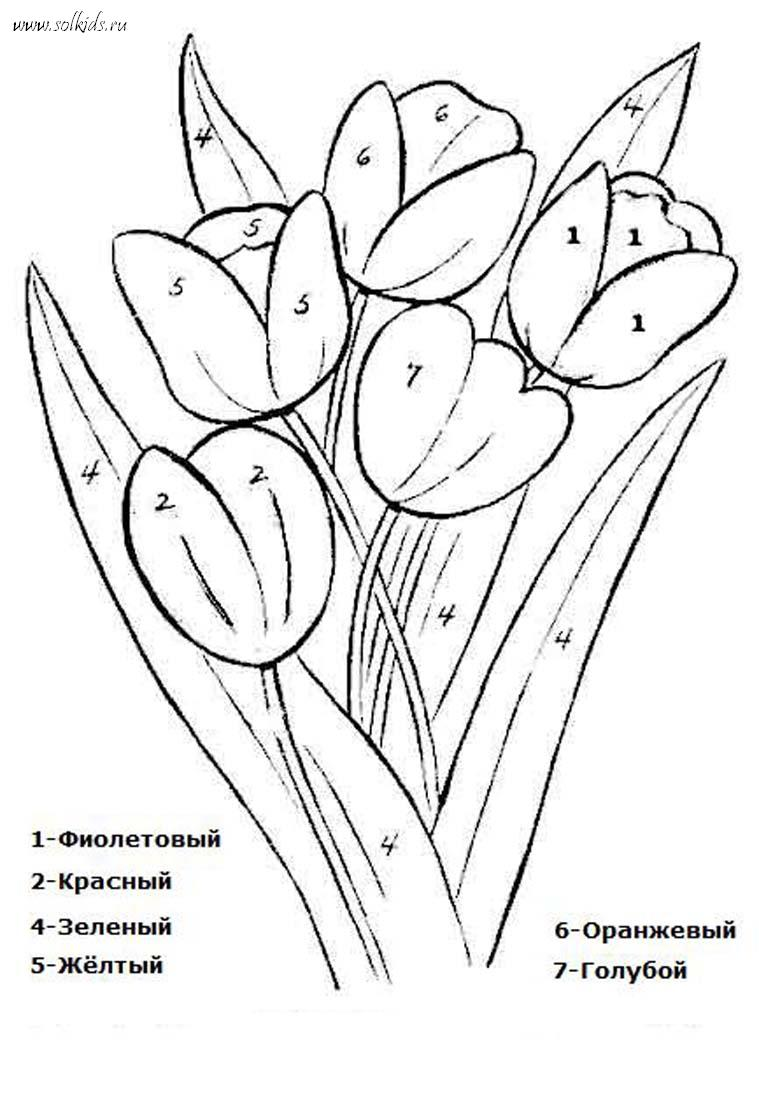 www.solkids.ru
4
6
4
6
5
1
1
5
5
1
7
4
2
2
4
4
4
1-Фиолетовый
2-Красный
4-Зеленый
5-Жёлтый
6-Оранжевый
7-Голубой